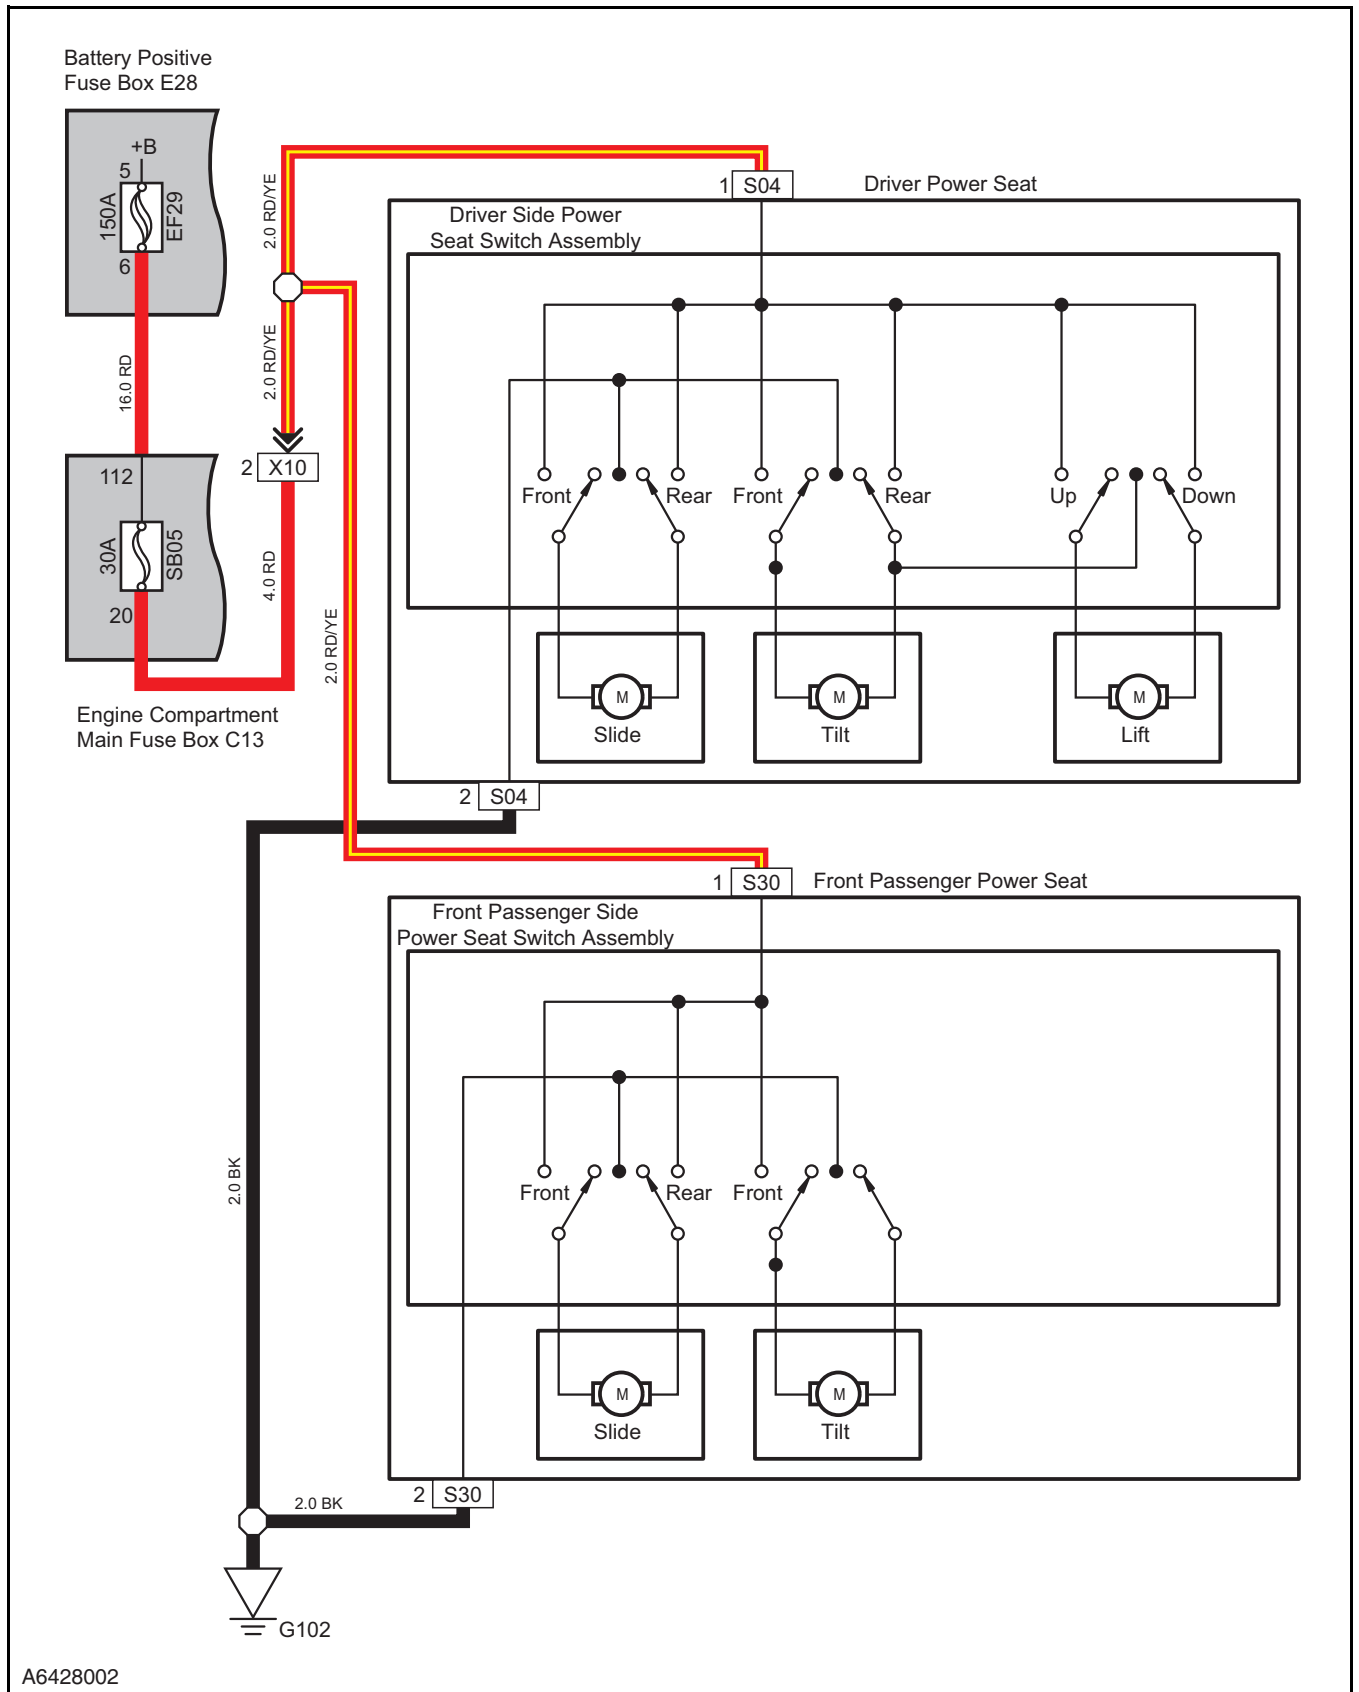 Battery Positive
Fuse Box E28
+B
5
150A
EF29
6
16.0 RD
112
30A
SB05
20
Engine Compartment
Main Fuse Box C13
2.0 RD/YE
2.0 RD/YE
2 X10
4.0 RD
2.0 RD/YE
1 S04
Driver Power Seat
Driver Side Power
Seat Switch Assembly
Front Rear Front Rear Up Down
M M M
Slide Tilt Lift
2 S04
1 S30
Front Passenger Power Seat
Front Passenger Side
Power Seat Switch Assembly
Front Rear Front
M M
Slide Tilt
2 S30
2.0 BK
2.0 BK
G102
A6428002